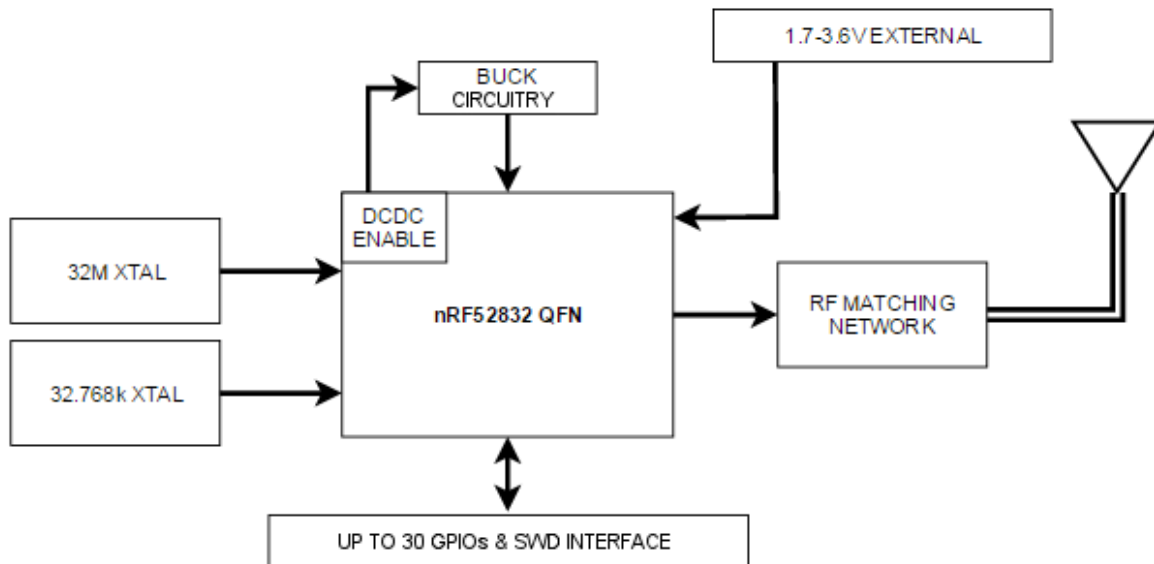 1.7-3.6V EXTERNAL
BUCK
CIRCUITRY
DCDC
ENABLE
32M XTAL
nRF52832 QFN
RF MATCHING
NETWORK
32.768k XTAL
UP TO 30 GPIOs & SWD INTERFACE